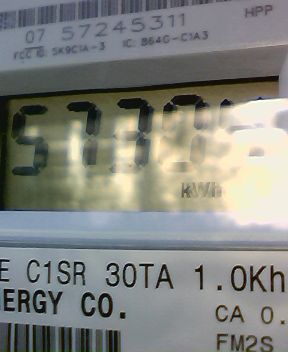 HPP
07 57245311
FCC ID: SK9C1A-3 IC: 864G-C1A3
kWh
E C1SR 30TA 1.0Kh
ERGY CO.
CA 0.
FM2S